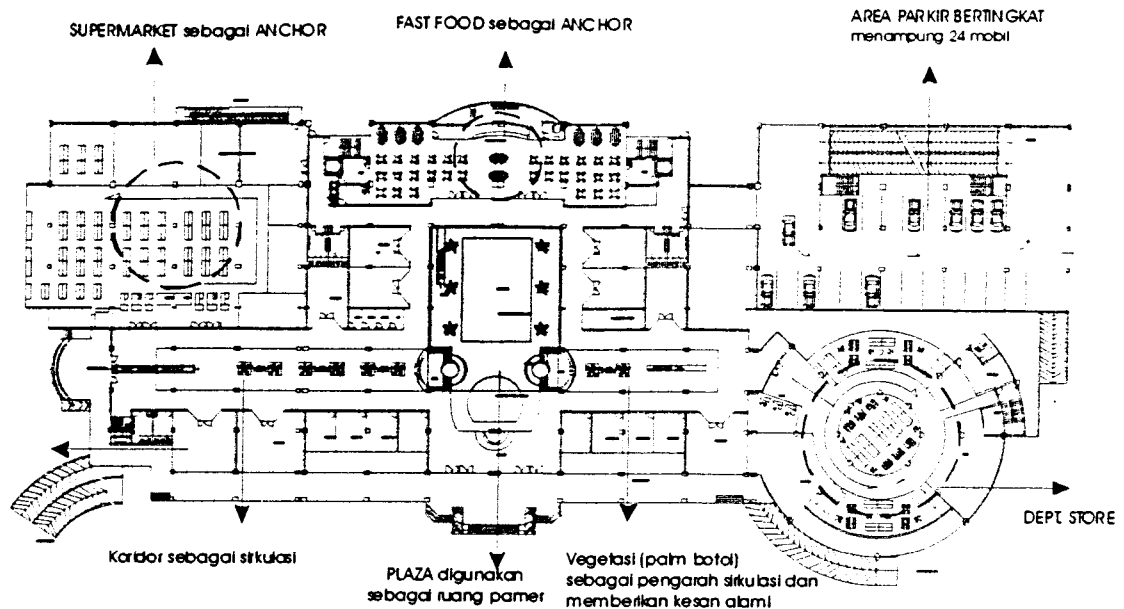 SUPERMARKET sebagai ANCHOR
FAST FOOD sebagai ANCHOR
AREA PARKIR BERTINGKAT
menampung 24 mobil
DEPT. STORE
Koridor sebagai sirkulasi
PLAZA digunakan
sebagai ruang pamer
Vegetasi (palm botol)
sebagai pengarah sirkulasi dan
memberikan kesan alami